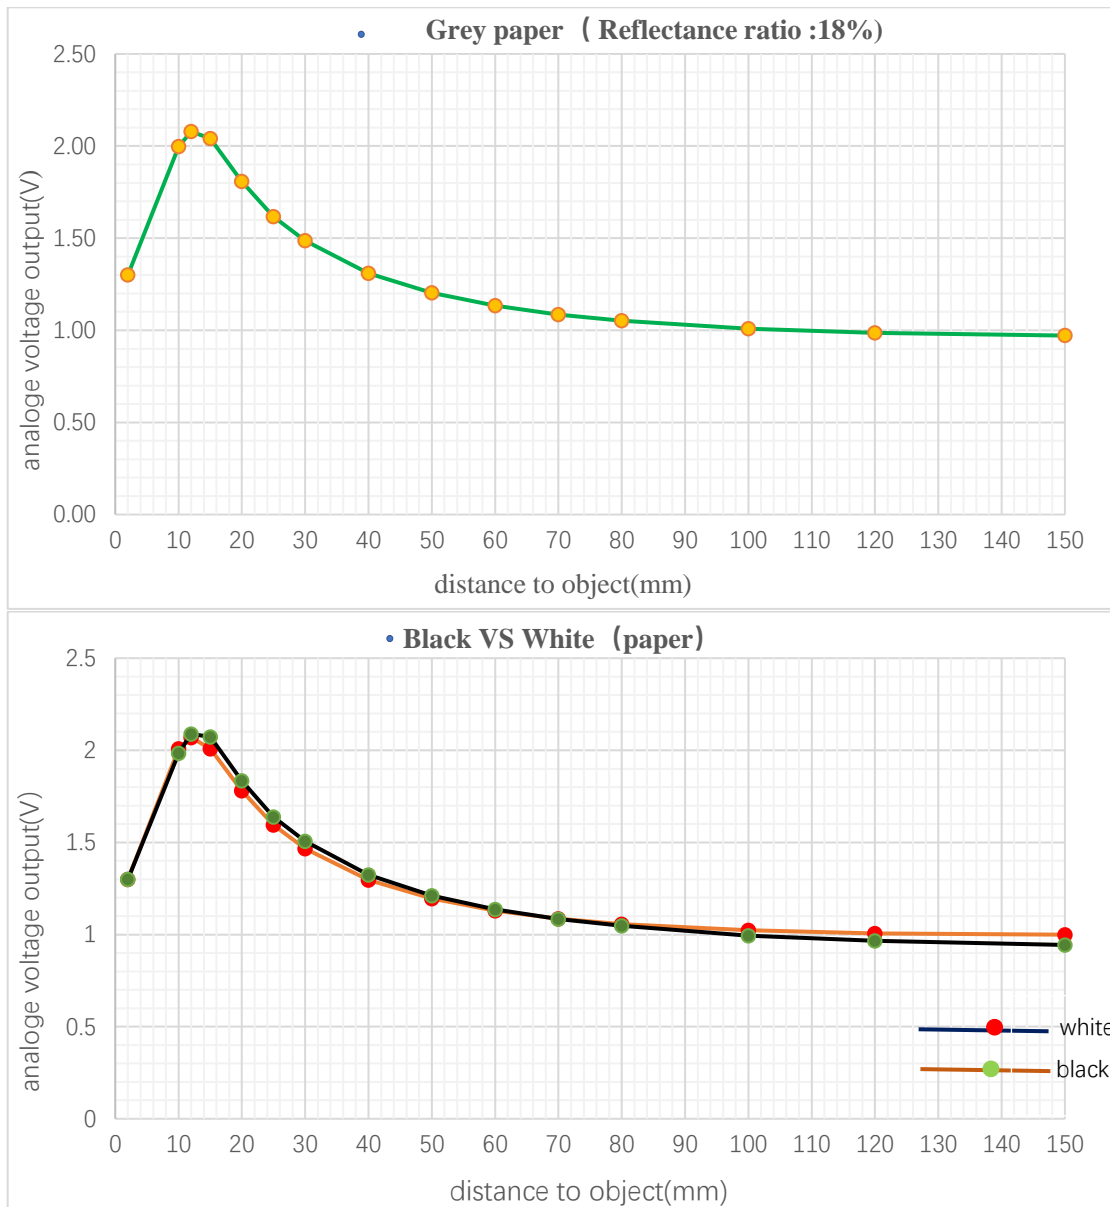 • Grey paper （ Reflectance ratio :18%)
2.50
2.00
1.50
1.00
0.50
0.00
analoge voltage output(V)
0 10 20 30 40 50 60 70 80 90 100 110 120 130 140 150
distance to object(mm)
• Black VS White （paper）
2.5
2
1.5
1
0.5
0
analoge voltage output(V)
white
black
0 10 20 30 40 50 60 70 80 90 100 110 120 130 140 150
distance to object(mm)